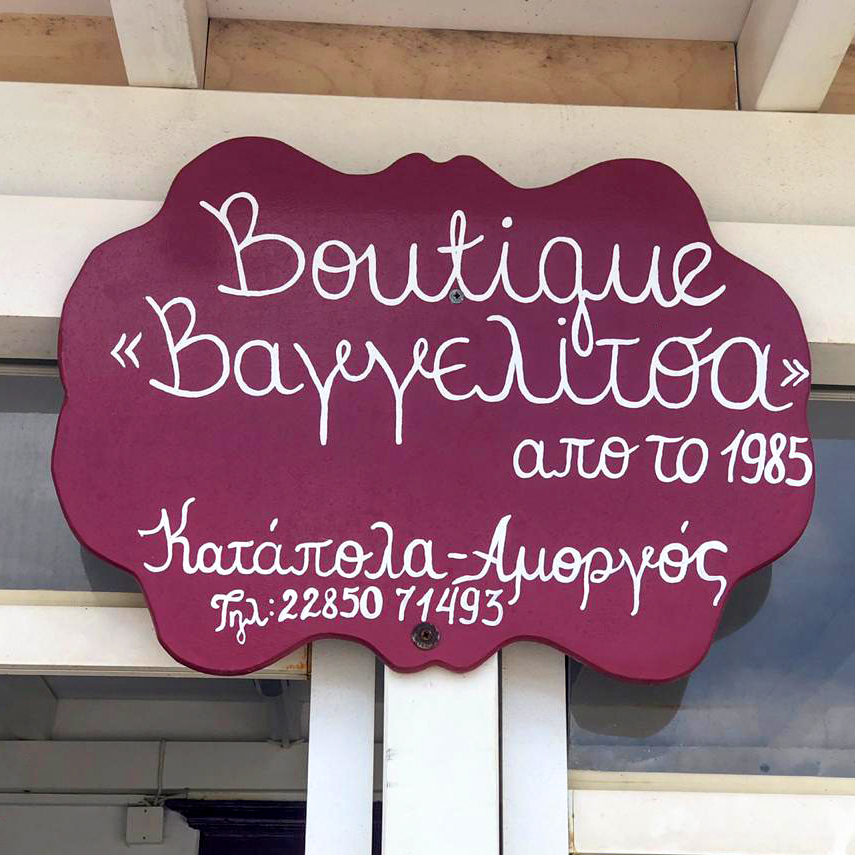 Boutique
«Βαγγελίτσα»
απο το 1985
Κατάπολα-Αμοργός
Τηλ: 22850 71493